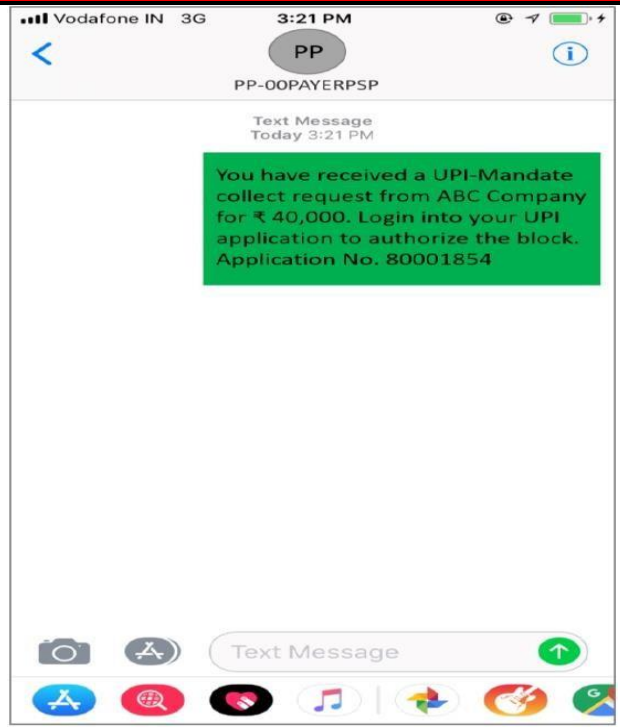 Vodafone IN 3G 3:21 PM
PP
PP-OOPAYERPSP
Text Message
Today 3:21 PM
You have received a UPI-Mandate
collect request from ABC Company
for ₹ 40,000. Login into your UPI
application to authorize the block.
Application No. 80001854
Text Message
G